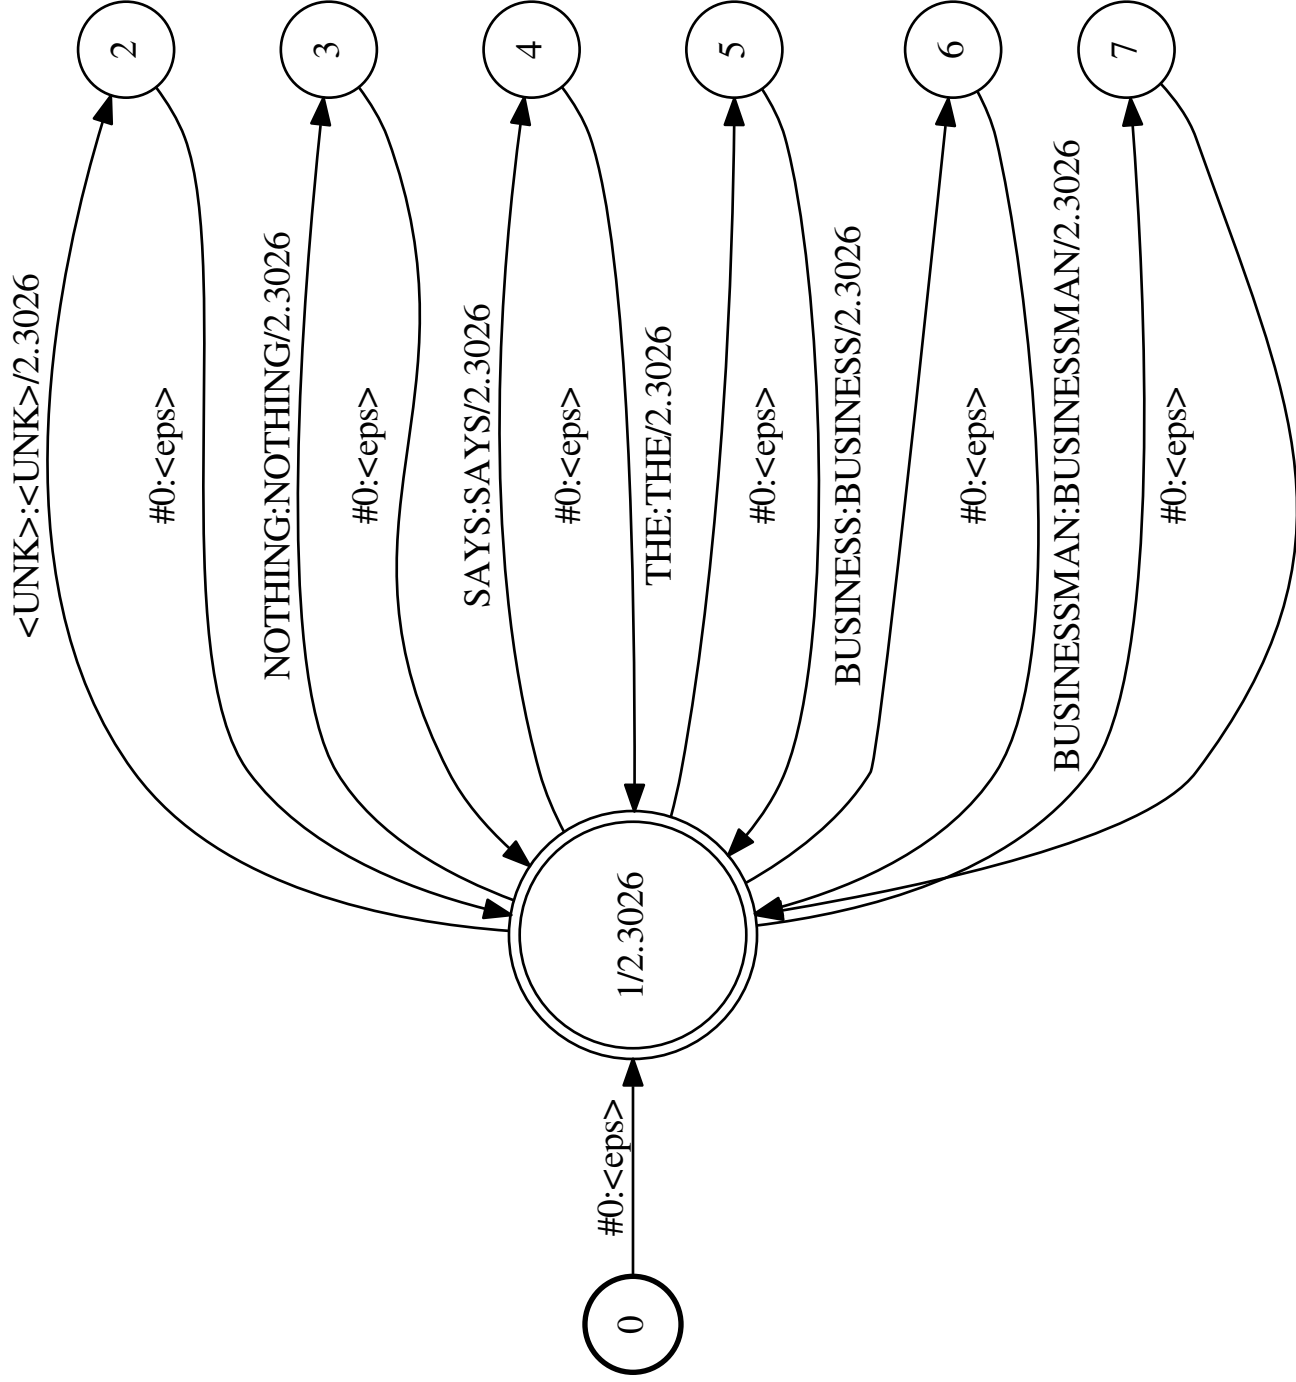 <UNK>:<UNK>/2.3026
2
#0:<eps>
NOTHING:NOTHING/2.3026
3
#0:<eps>
SAYS:SAYS/2.3026
4
#0:<eps>
0
#0:<eps>
1/2.3026
THE:THE/2.3026
5
#0:<eps>
BUSINESS:BUSINESS/2.3026
6
#0:<eps>
BUSINESSMAN:BUSINESSMAN/2.3026
7
#0:<eps>